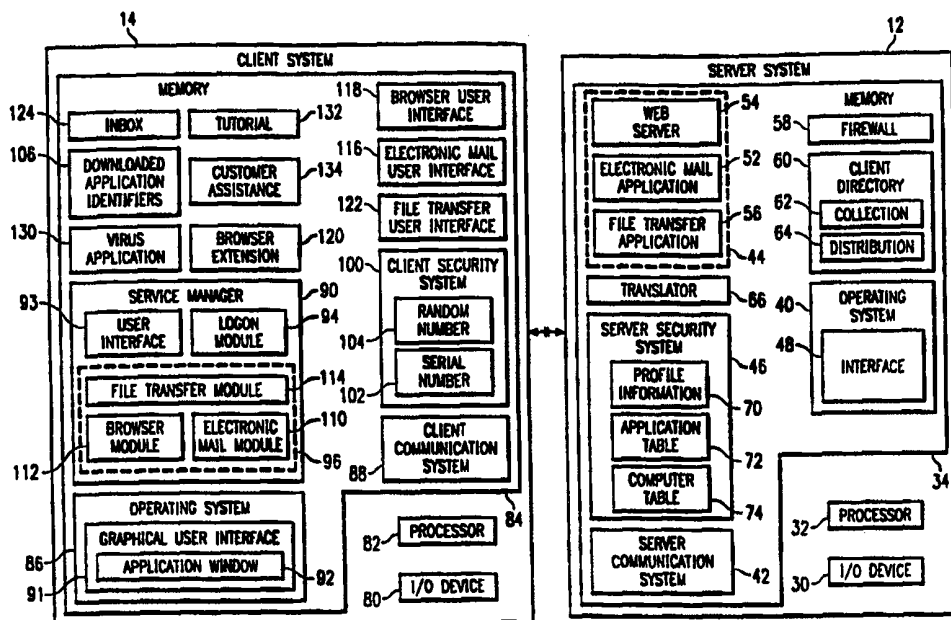 14
CLIENT SYSTEM
MEMORY
124
INBOX
TUTORIAL
132
106
DOWNLOADED
APPLICATION
IDENTIFIERS
CUSTOMER
ASSISTANCE
134
130
VIRUS
APPLICATION
BROWSER
EXTENSION
120
SERVICE MANAGER
90
93
USER
INTERFACE
LOGON
MODULE
94
FILE TRANSFER MODULE
114
BROWSER
MODULE
ELECTRONIC
MAIL MODULE
110
112
96
OPERATING SYSTEM
GRAPHICAL USER INTERFACE
86
APPLICATION WINDOW
91
92
118
BROWSER USER
INTERFACE
116
ELECTRONIC MAIL
USER INTERFACE
122
FILE TRANSFER
USER INTERFACE
100
CLIENT SECURITY
SYSTEM
RANDOM
NUMBER
104
SERIAL
NUMBER
102
CLIENT
COMMUNICATION
SYSTEM
88
84
82
PROCESSOR
80
I/O DEVICE
12
SERVER SYSTEM
WEB
SERVER
54
ELECTRONIC MAIL
APPLICATION
52
FILE TRANSFER
APPLICATION
56
44
TRANSLATOR
66
SERVER SECURITY
SYSTEM
46
PROFILE
INFORMATION
70
APPLICATION
TABLE
72
COMPUTER
TABLE
74
SERVER
COMMUNICATION
SYSTEM
42
MEMORY
58
FIREWALL
60
CLIENT
DIRECTORY
62
COLLECTION
64
DISTRIBUTION
40
OPERATING
SYSTEM
48
INTERFACE
34
32
PROCESSOR
30
I/O DEVICE